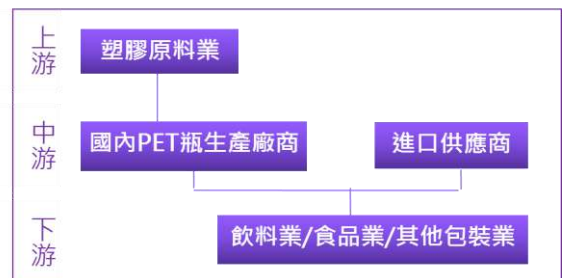 上游
塑膠原料業
中游
國內PET瓶生產廠商
進口供應商
下游
飲料業/食品業/其他包裝業